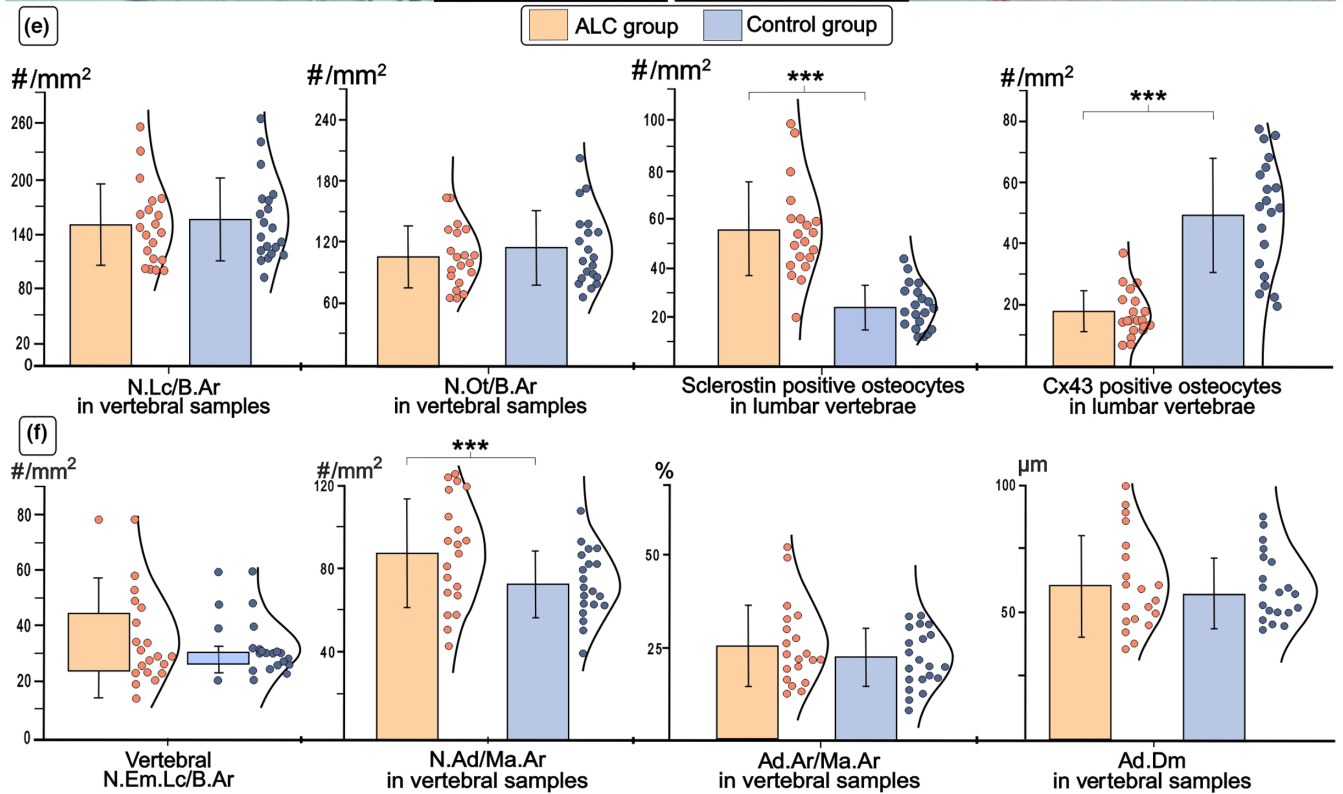 (e)
ALC group
Control group
#/mm2
260
200
140
80
20
0
N.Lc/B.Ar
in vertebral samples
#/mm2
240
180
120
60
N.Ot/B.Ar
in vertebral samples
#/mm2
***
100
80
60
40
20
Sclerostin positive osteocytes
in lumbar vertebrae
#/mm2
***
80
60
40
20
Cx43 positive osteocytes
in lumbar vertebrae
(f)
#/mm2
80
60
40
20
0
Vertebral
N.Em.Lc/B.Ar
#/mm2
***
120
80
40
N.Ad/Ma.Ar
in vertebral samples
%
50
25
Ad.Ar/Ma.Ar
in vertebral samples
µm
100
50
Ad.Dm
in vertebral samples